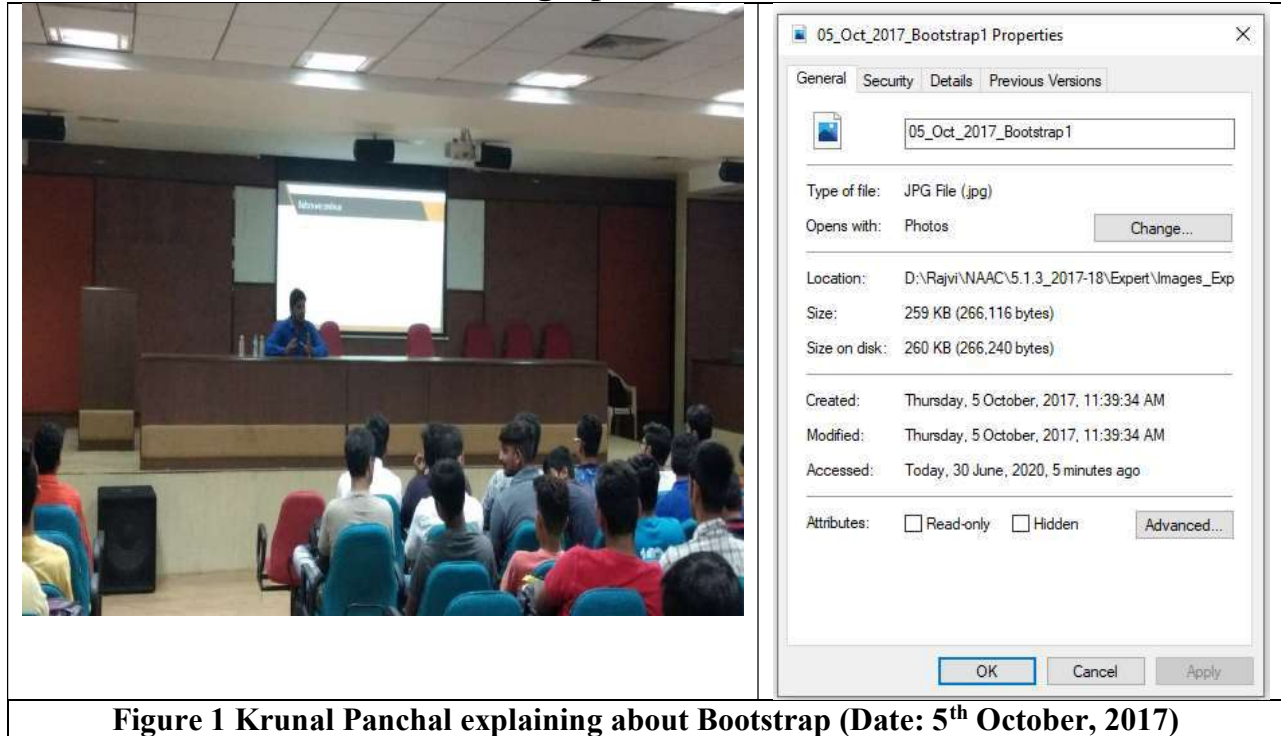 05_Oct_2017_Bootstrap1 Properties
General Security Details Previous Versions
05_Oct_2017_Bootstrap1
Type of file: JPG File (.jpg)
Opens with: Photos Change...
Location: D:\Rajvi\NAAC\5.1.3_2017-18\Expert\Images_Exp
Size: 259 KB (266,116 bytes)
Size on disk: 260 KB (266,240 bytes)
Created: Thursday, 5 October, 2017, 11:39:34 AM
Modified: Thursday, 5 October, 2017, 11:39:34 AM
Accessed: Today, 30 June, 2020, 5 minutes ago
Attributes: Read-only Hidden Advanced...
OK Cancel Apply
Figure 1 Krunal Panchal explaining about Bootstrap (Date: 5th October, 2017)